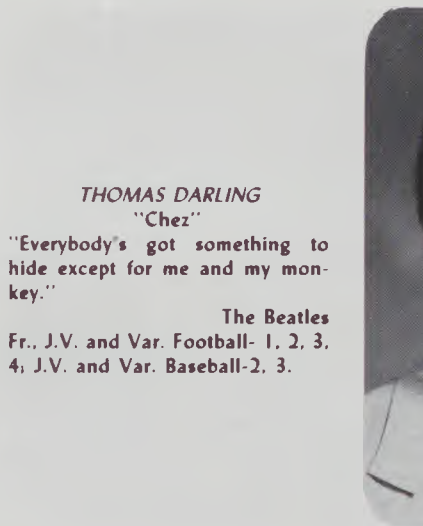 THOMAS DARLING
"Chez"
"Everybody's got something to
hide except for me and my mon-
key."
The Beatles
Fr., J.V. and Var. Football- 1, 2, 3,
4; J.V. and Var. Baseball-2, 3.